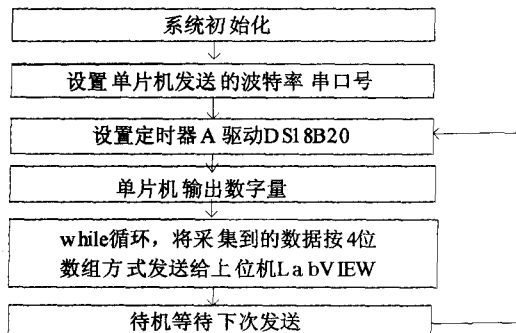 系统初始化
设置单片机发送的波特率 串口号
设置定时器A 驱动DS18B20
单片机输出数字量
while循环，将采集到的数据按4位
数组方式发送给上位机LabVIEW
待机等待下次发送